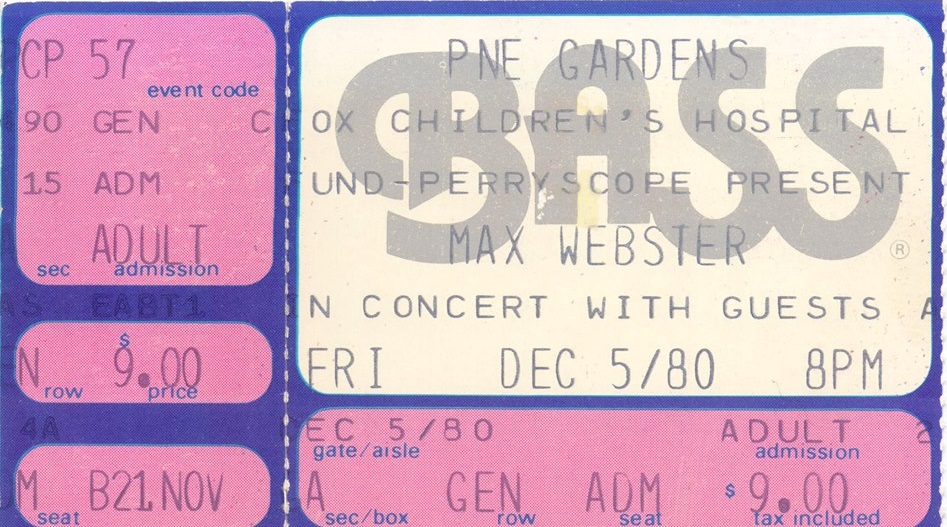 CP 57
event code
90 GEN
15 ADM
ADULT
sec admission
EABT1
$
9.00
row price
4A
B21NOV
seat
BASS
®
PNE GARDENS
CFOX CHILDREN'S HOSPITAL
FUND-PERRYSCOPE PRESENT
MAX WEBSTER
IN CONCERT WITH GUESTS
FRI DEC 5/80 8PM
EC 5/80 ADULT
gate/aisle admission
A GEN ADM $ 9.00
sec/box row seat tax included